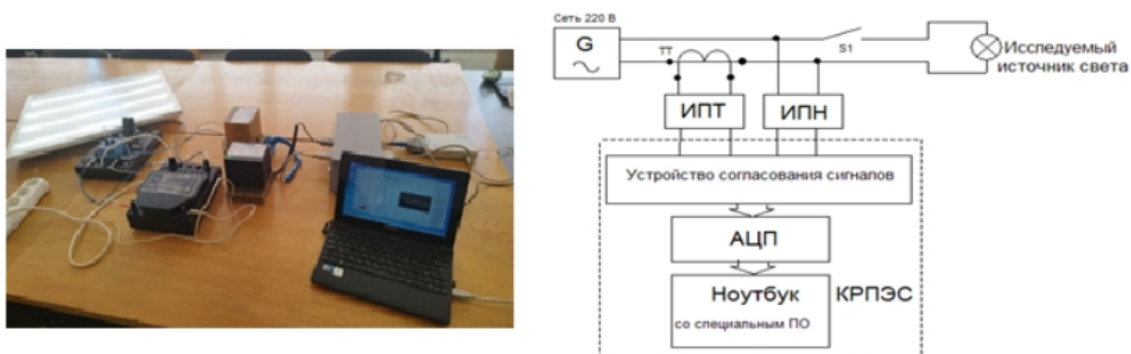 Сеть 220 В
G
ТТ
S1
Исследуемый
источник света
ИПТ
ИПН
Устройство согласования сигналов
АЦП
Ноутбук
со специальным ПО
КРПЭС